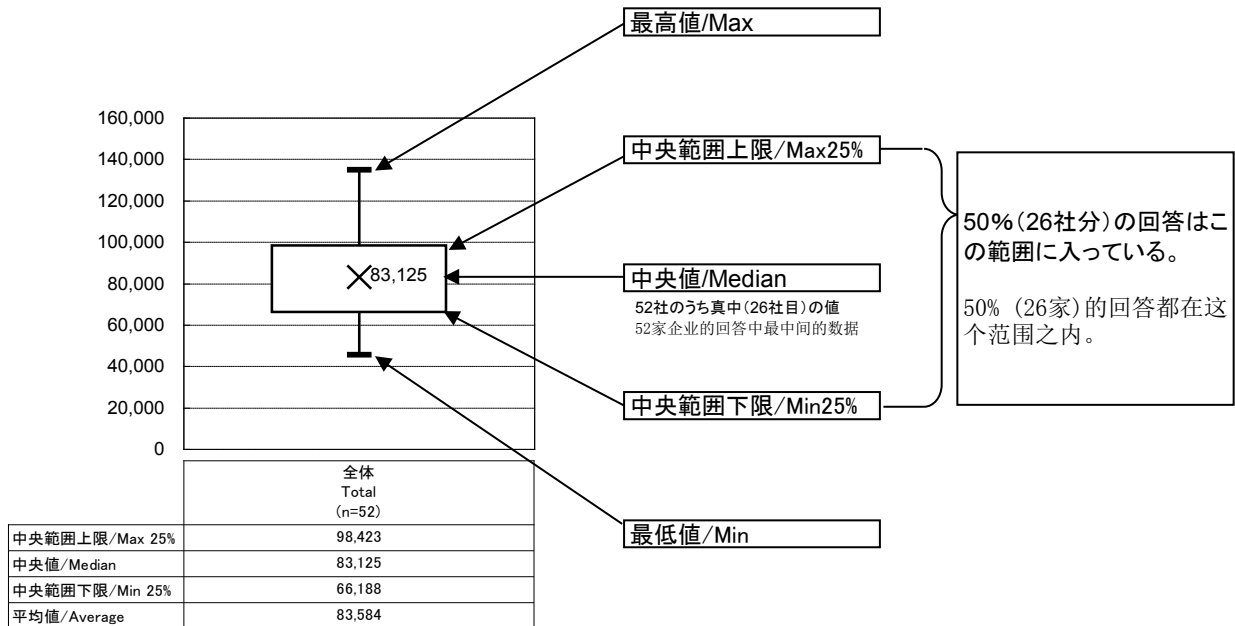 最高値/Max
160,000
140,000
120,000
100,000
80,000
60,000
40,000
20,000
0
83,125
中央範囲上限/Max25%
中央値/Median
52社のうち真中(26社目)の値
52家企业的回答中最中间的数据
中央範囲下限/Min25%
最低値/Min
50%(26社分)の回答はこ
の範囲に入っている。
50% (26家)的回答都在这
个范围之内。
全体
Total
(n=52)
中央範囲上限/Max 25% 98,423
中央値/Median 83,125
中央範囲下限/Min 25% 66,188
平均値/Average 83,584